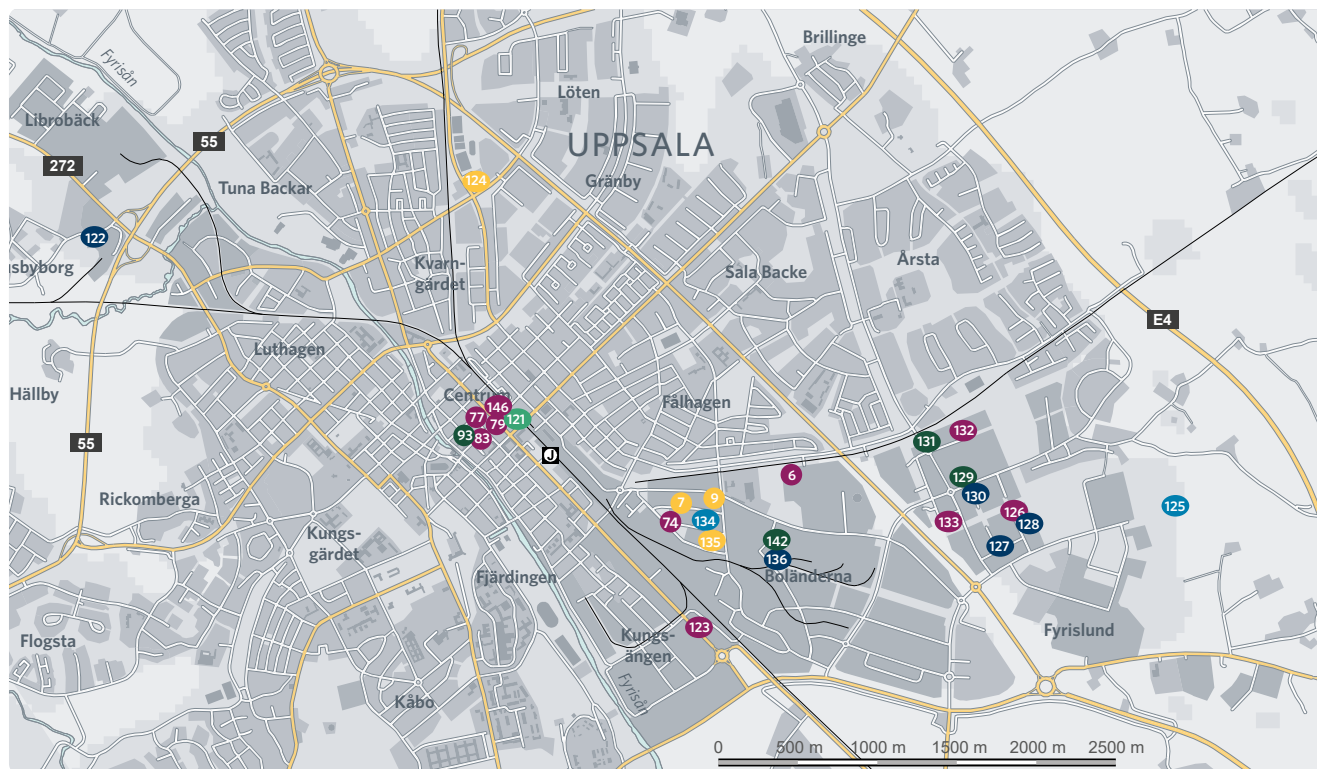 Brillinge
Fyrisån
Löten
Librobäck
55
UPPSALA
272
124
Gränby
Tuna Backar
122
Kvarn-
gärdet
Sala Backe
Årsta
usbyborg
E4
Luthagen
Hällby
Centrum
146
77
79
121
93
83
Fålhagen
132
131
55
J
6
129
130
Rickomberga
7
9
126
125
74
134
133
128
Kungs-
gärdet
135
142
127
136
Boländerna
Fjärdingen
123
Kungs-
ängen
Fyrislund
Flogsta
Kåbo
Fyrisån
0 500 m 1000 m 1500 m 2000 m 2500 m